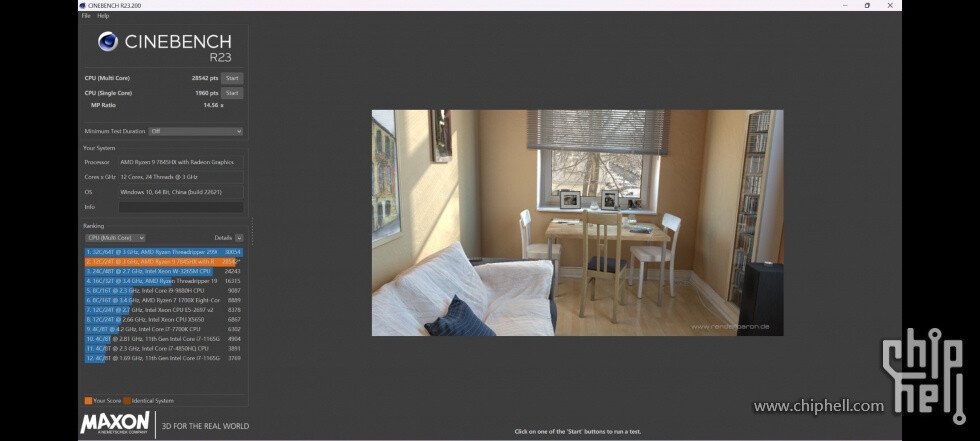 CINEBENCH R23.200
File Help
CINEBENCH
R23
CPU (Multi Core) 28542 pts Start
CPU (Single Core) 1960 pts Start
MP Ratio 14.56 x
Minimum Test Duration Off
Your System
Processor AMD Ryzen 9 7845HX with Radeon Graphics
Cores x GHz 12 Cores, 24 Threads @ 3 GHz
OS Windows 10, 64 Bit, China (build 22621)
Info
Ranking
CPU (Multi Core) Details
1. 32C/64T @ 3 GHz, AMD Ryzen Threadripper 299 30054
2. 12C/24T @ 3 GHz, AMD Ryzen 9 7845HX with R 28542*
3. 24C/48T @ 2.7 GHz, Intel Xeon W-3265M CPU 24243
4. 16C/32T @ 3.4 GHz, AMD Ryzen Threadripper 19 16315
5. 8C/16T @ 2.3 GHz, Intel Core i9-9880H CPU 9087
6. 8C/16T @ 3.4 GHz, AMD Ryzen 7 1700X Eight-Cor 8889
7. 12C/24T @ 2.7 GHz, Intel Xeon CPU E5-2697 v2 8378
8. 12C/24T @ 2.66 GHz, Intel Xeon CPU X5650 6867
9. 4C/8T @ 4.2 GHz, Intel Core i7-7700K CPU 6302
10. 4C/8T @ 2.81 GHz, 11th Gen Intel Core i7-1165G 4904
11. 4C/8T @ 2.3 GHz, Intel Core i7-4850HQ CPU 3891
12. 4C/8T @ 1.69 GHz, 11th Gen Intel Core i7-1165G 3769
Your Score Identical System
MAXON
A NEMETSCHEK COMPANY
3D FOR THE REAL WORLD
www.renderbaron.de
Click on one of the 'Start' buttons to run a test.
www.chiphell.com
chip
hell